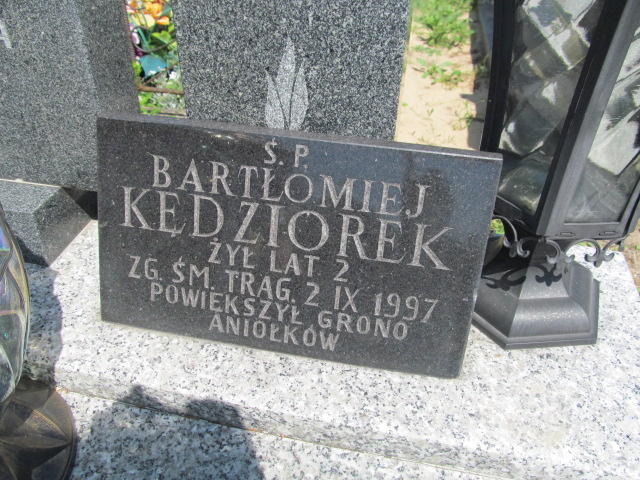 Ś. P.
BARTŁOMIEJ
KĘDZIOREK
ŻYŁ LAT 2
ZG. ŚM. TRAG. 2 IX 1997
POWIĘKSZYŁ GRONO
ANIOŁKÓW